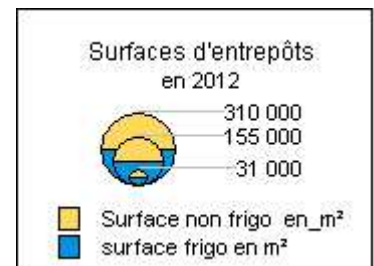 Surfaces d'entrepôts
en 2012
310 000
155 000
31 000
Surface non frigo en_m²
surface frigo en m²